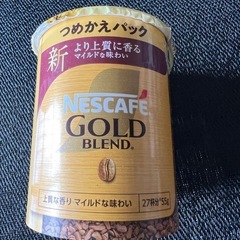 つめかえパック
新
より上質に香る
マイルドな味わい
NESCAFÉ
GOLD
BLEND
上質な香り マイルドな味わい
27杯分*55g